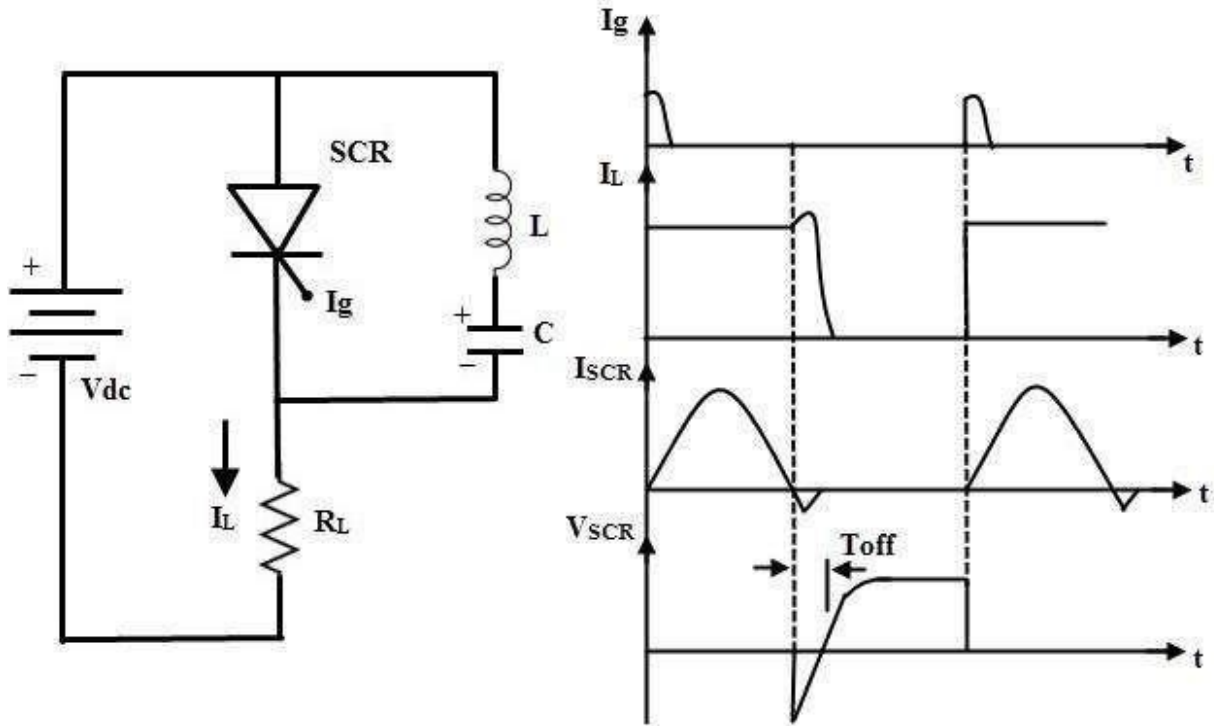 SCR
L
Ig
+
+
C
−
−
Vdc
IL
RL
Ig
t
IL
t
ISCR
t
VSCR
Toff
t